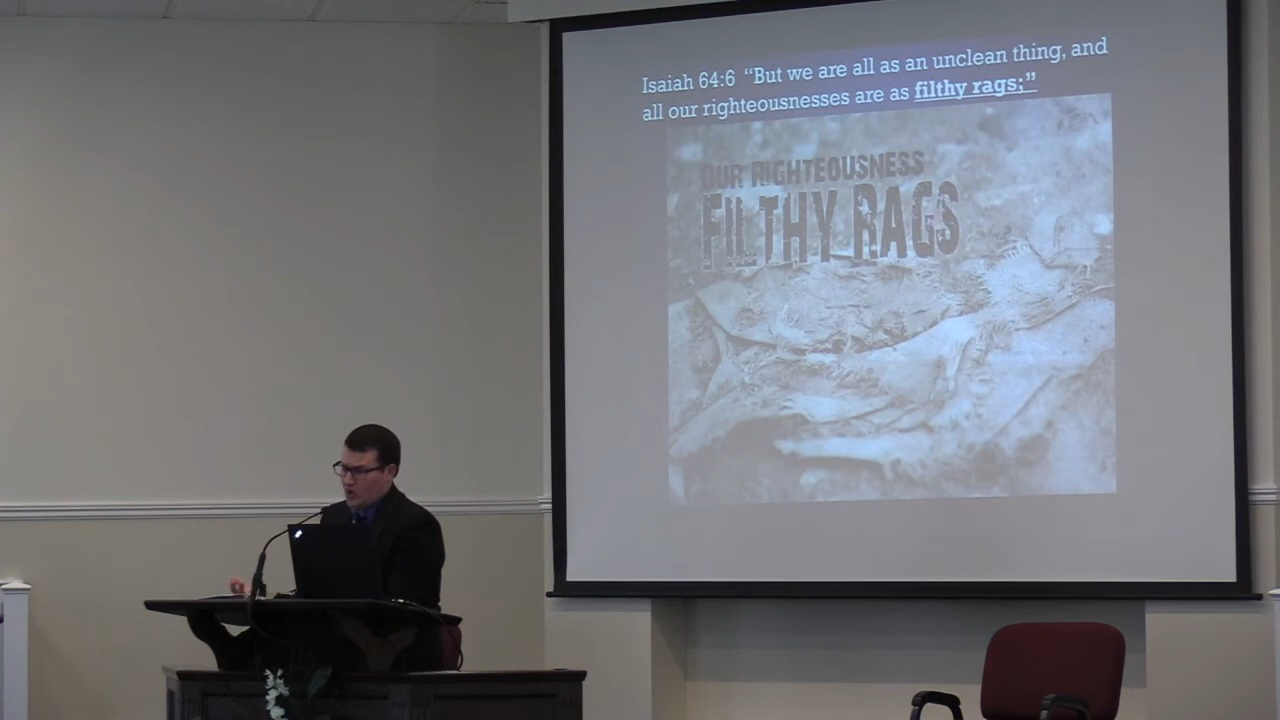 Isaiah 64:6 “But we are all as an unclean thing, and
all our righteousnesses are as filthy rags;”
OUR RIGHTEOUSNESS
FILTHY RAGS